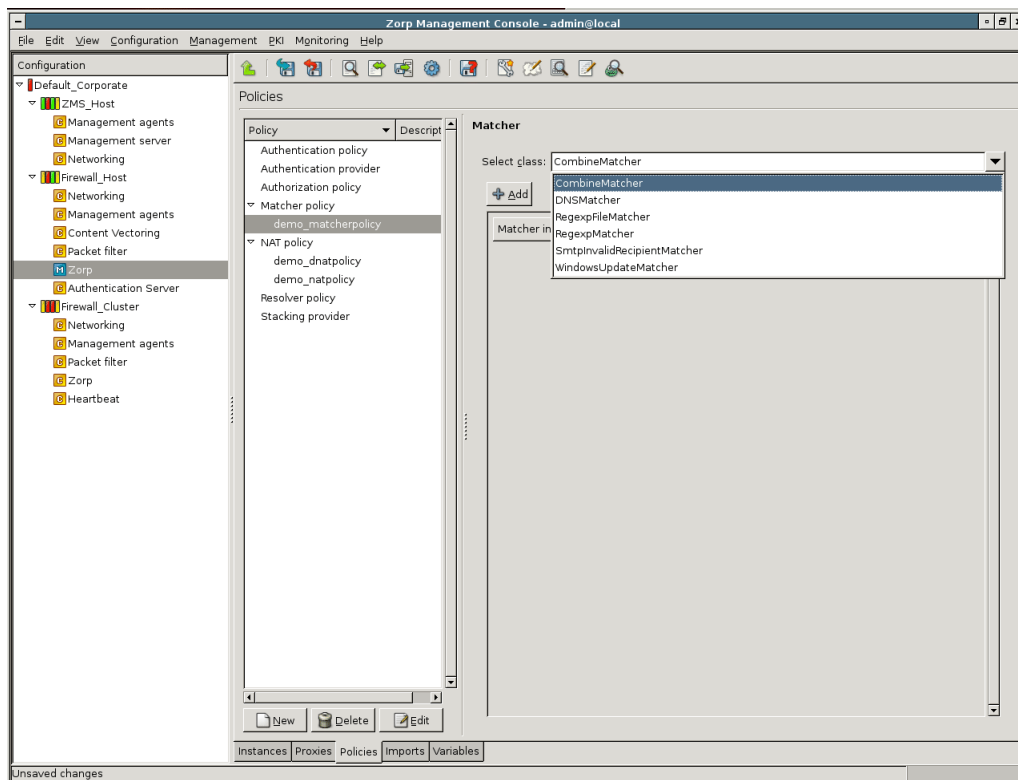 Zorp Management Console - admin@local
File Edit View Configuration Management PKI Monitoring Help
Configuration
Default_Corporate
ZMS_Host
Management agents
Management server
Networking
Firewall_Host
Networking
Management agents
Content Vectoring
Packet filter
Zorp
Authentication Server
Firewall_Cluster
Networking
Management agents
Packet filter
Zorp
Heartbeat
Policies
Policy Descript
Authentication policy
Authentication provider
Authorization policy
Matcher policy
demo_matcherpolicy
NAT policy
demo_dnatpolicy
demo_natpolicy
Resolver policy
Stacking provider
New Delete Edit
Matcher
Select class: CombineMatcher
CombineMatcher
DNSMatcher
RegexpFileMatcher
RegexpMatcher
SmtpInvalidRecipientMatcher
WindowsUpdateMatcher
Add
Matcher in
Instances Proxies Policies Imports Variables
Unsaved changes